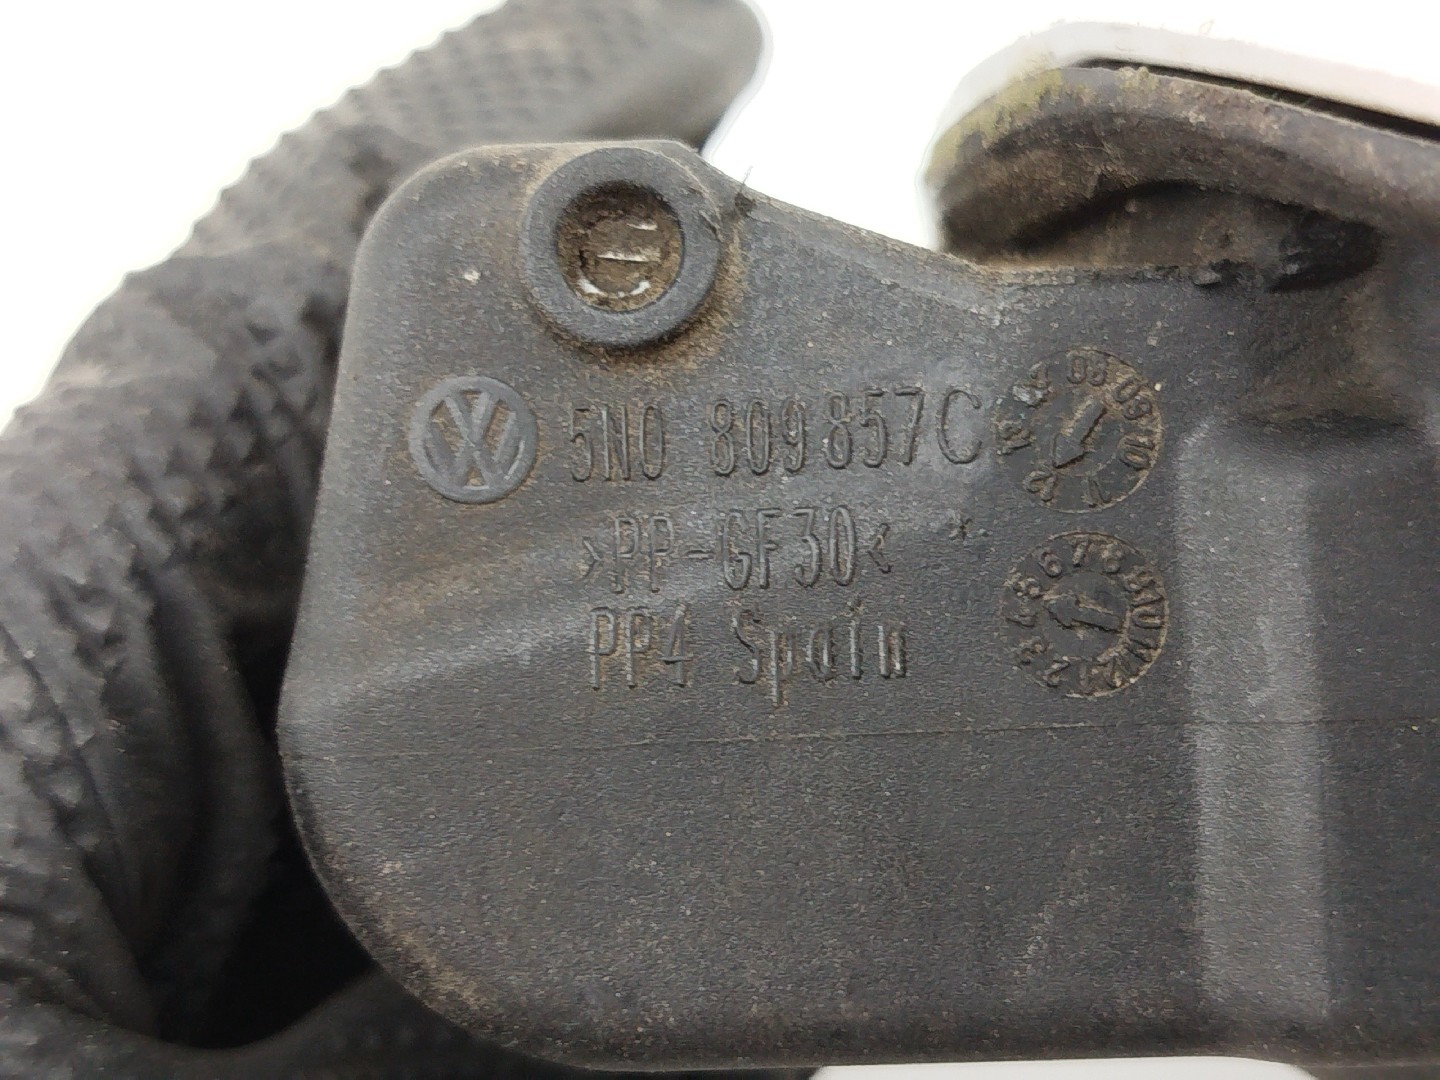 5N0 809 857 C
>PP-GF30<
PP4 Spain